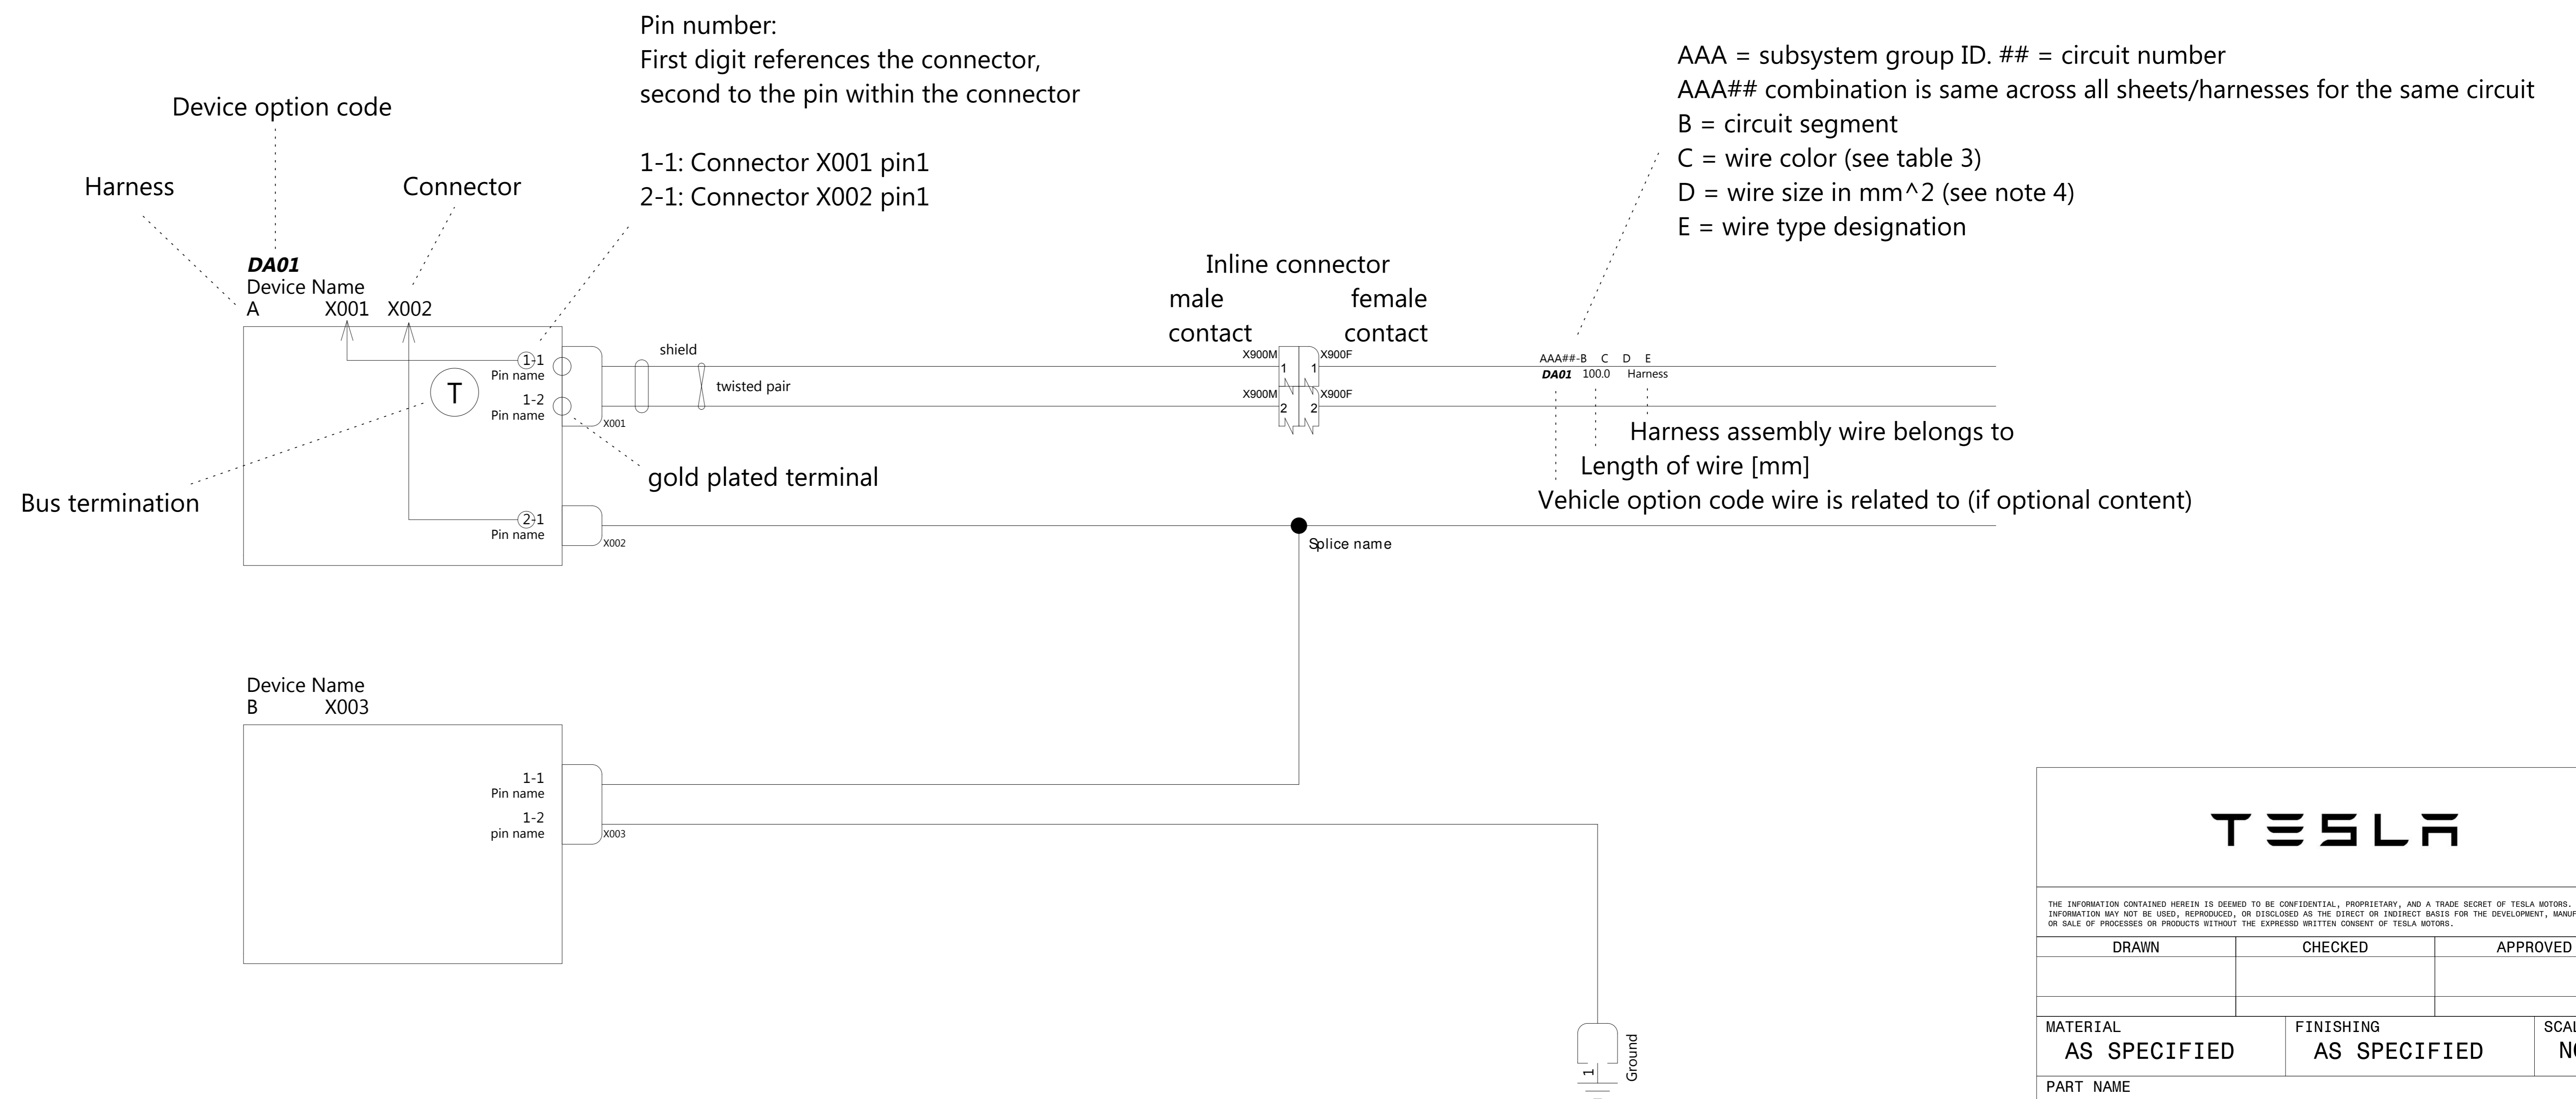 Pin number:
First digit references the connector,
second to the pin within the connector
1-1: Connector X001 pin1
2-1: Connector X002 pin1
AAA = subsystem group ID. ## = circuit number
AAA## combination is same across all sheets/harnesses for the same circuit
B = circuit segment
C = wire color (see table 3)
D = wire size in mm^2 (see note 4)
E = wire type designation
Device option code
Harness
Connector
DA01
Device Name
A X001 X002
1-1
Pin name
T
1-2
Pin name
X001
2-1
Pin name
X002
shield
twisted pair
Inline connector
male female
contact contact
X900M 1 1 X900F
X900M 2 2 X900F
AAA##-B C D E
DA01 100.0 Harness
Harness assembly wire belongs to
Length of wire [mm]
Vehicle option code wire is related to (if optional content)
Bus termination
gold plated terminal
Splice name
Device Name
B X003
1-1
Pin name
1-2
pin name
X003
1
Ground
TESLA
THE INFORMATION CONTAINED HEREIN IS DEEMED TO BE CONFIDENTIAL, PROPRIETARY, AND A TRADE SECRET OF TESLA MOTORS.
INFORMATION MAY NOT BE USED, REPRODUCED, OR DISCLOSED AS THE DIRECT OR INDIRECT BASIS FOR THE DEVELOPMENT, MANUF
OR SALE OF PROCESSES OR PRODUCTS WITHOUT THE EXPRESSD WRITTEN CONSENT OF TESLA MOTORS.
DRAWN CHECKED APPROVED
MATERIAL FINISHING SCAL
AS SPECIFIED AS SPECIFIED NO
PART NAME